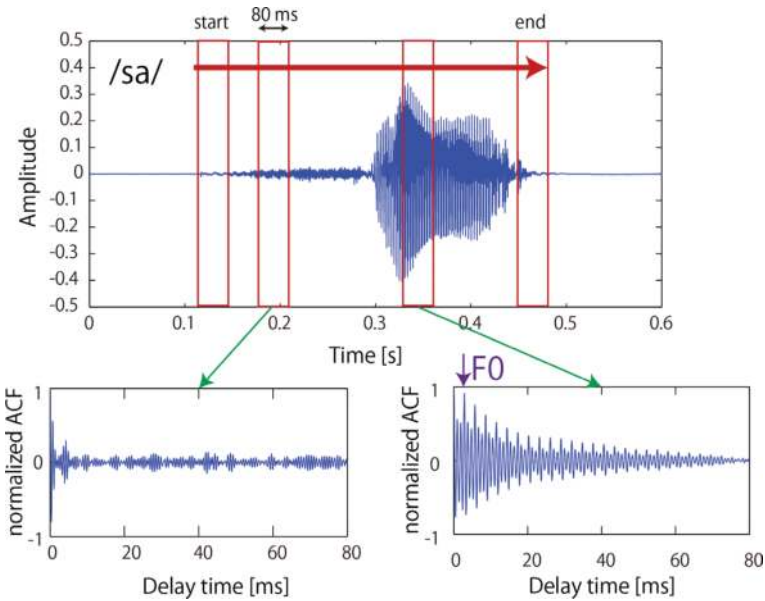 80 ms
start
end
/sa/
Amplitude
0.5
0.4
0.3
0.2
0.1
0
-0.1
-0.2
-0.3
-0.4
-0.5
0 0.1 0.2 0.3 0.4 0.5 0.6
Time [s]
normalized ACF
1
0
-1
0 20 40 60 80
Delay time [ms]
F0
normalized ACF
1
0
-1
0 20 40 60 80
Delay time [ms]